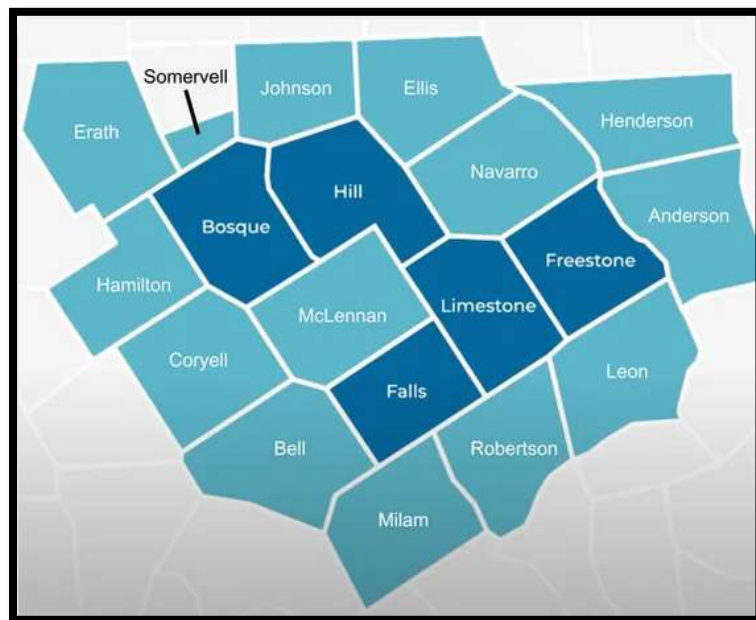 Somervell
Johnson
Ellis
Erath
Henderson
Navarro
Hill
Anderson
Bosque
Freestone
Hamilton
Limestone
McLennan
Coryell
Leon
Falls
Bell
Robertson
Milam